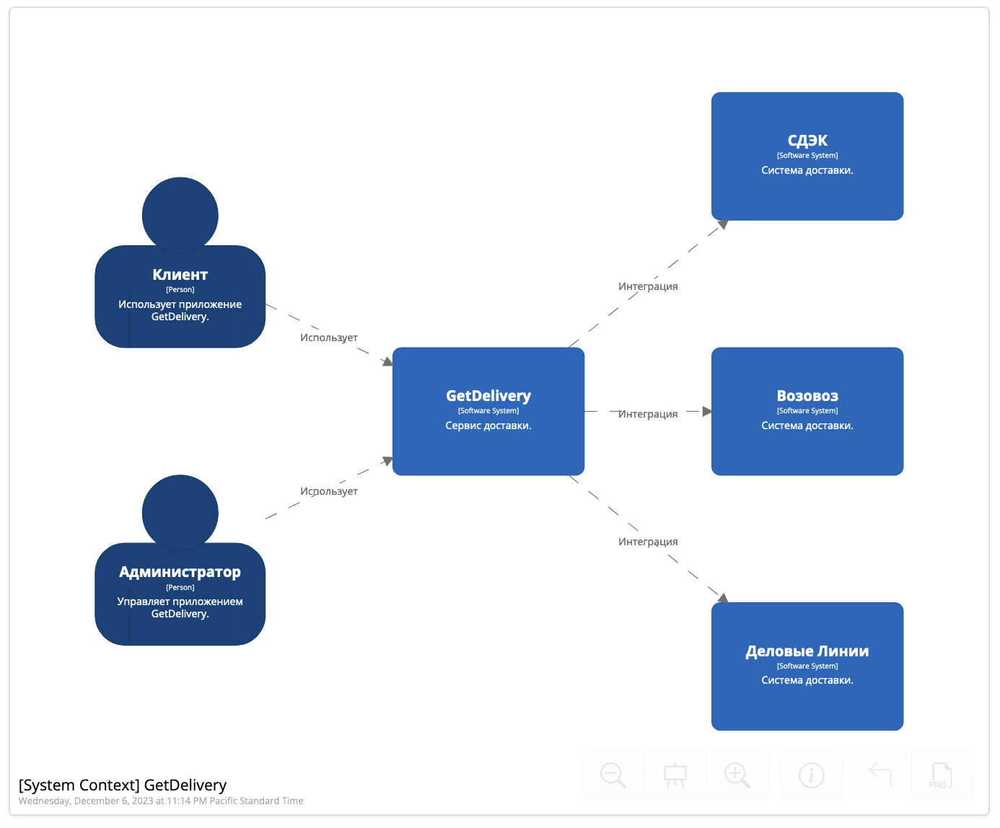 СДЭК
[Software System]
Система доставки.
Клиент
[Person]
Использует приложение
GetDelivery.
Интеграция
Использует
GetDelivery
[Software System]
Сервис доставки.
Интеграция
Возовоз
[Software System]
Система доставки.
Использует
Интеграция
Администратор
[Person]
Управляет приложением
GetDelivery.
Деловые Линии
[Software System]
Система доставки.
[System Context] GetDelivery
Wednesday, December 6, 2023 at 11:14 PM Pacific Standard Time
i
PNG